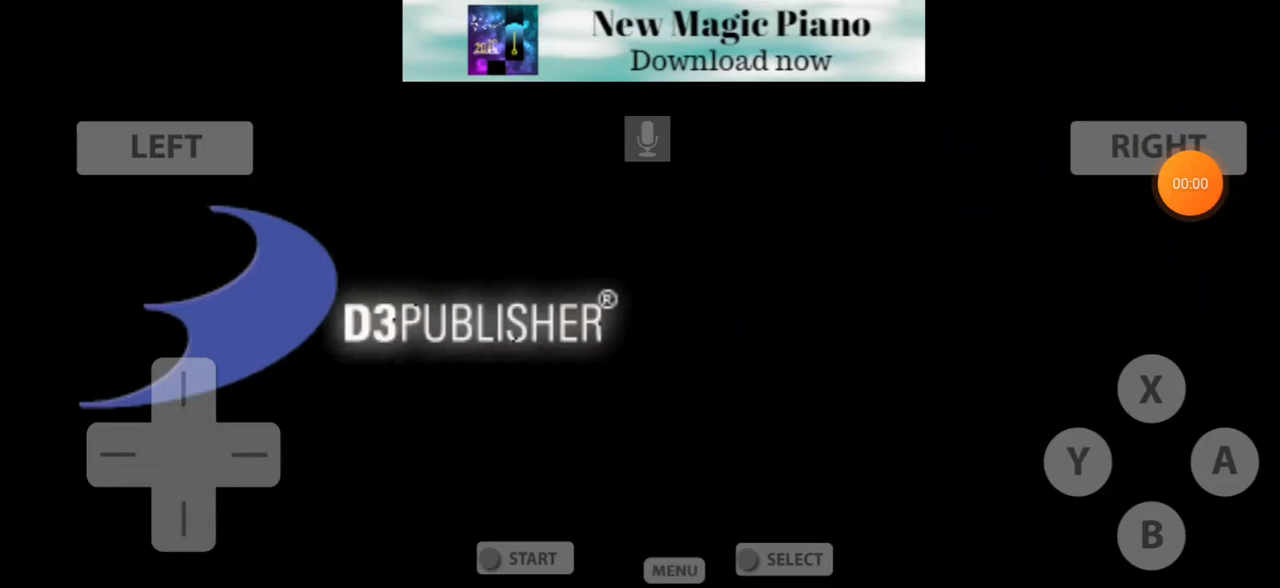 New Magic Piano
Download now
LEFT
RIGHT
00:00
D3PUBLISHER®
X
Y
A
B
START
SELECT
MENU